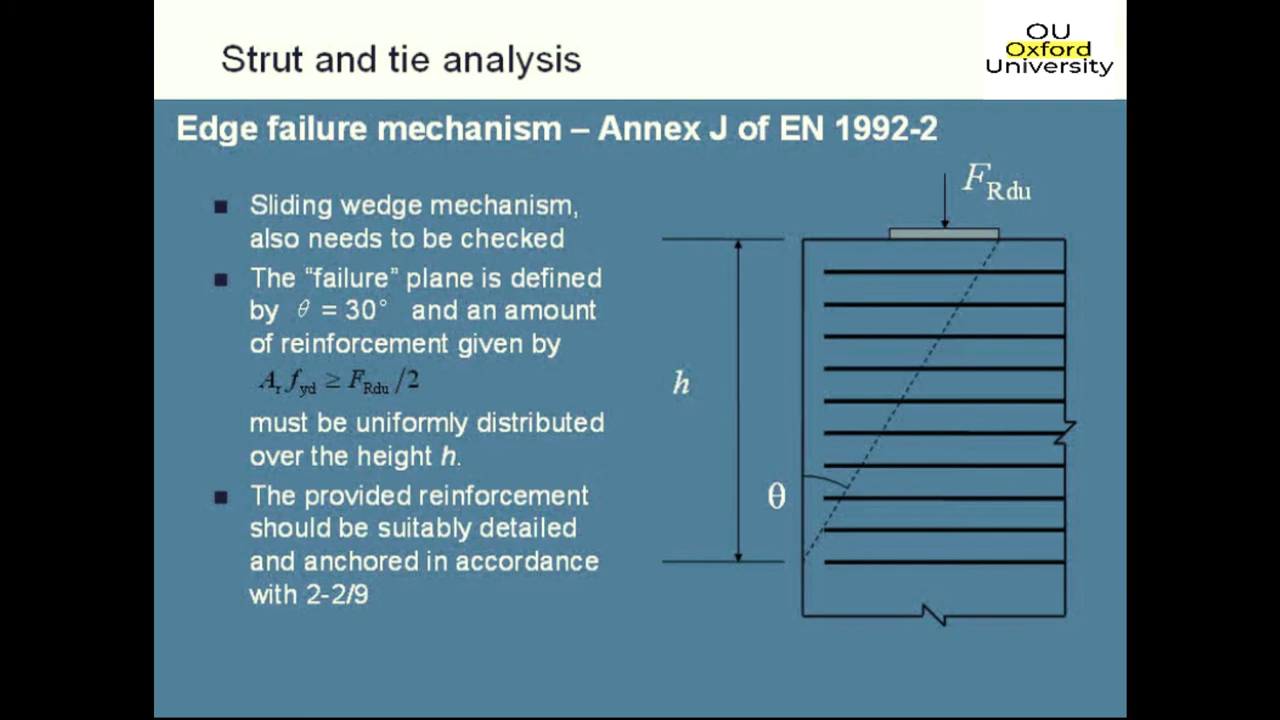 Strut and tie analysis
OU
Oxford
University
Edge failure mechanism – Annex J of EN 1992-2
Sliding wedge mechanism,
also needs to be checked
The “failure” plane is defined
by θ = 30° and an amount
of reinforcement given by
A_r f_yd ≥ F_Rdu /2
must be uniformly distributed
over the height h.
The provided reinforcement
should be suitably detailed
and anchored in accordance
with 2-2/9
F_Rdu
h
θ